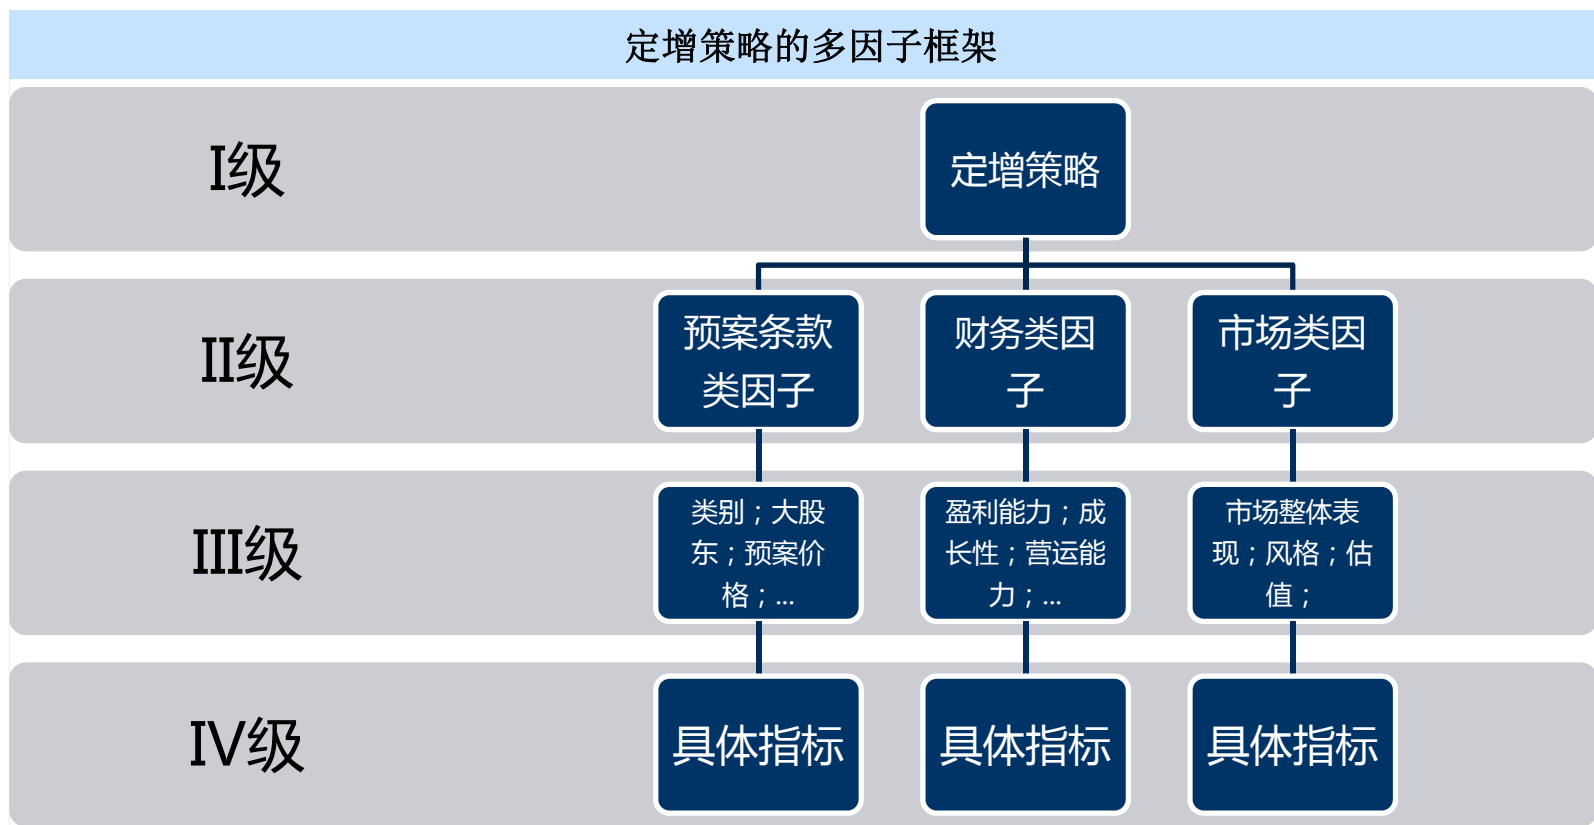 定增策略的多因子框架
I级
定增策略
II级
预案条款
类因子
财务类因
子
市场类因
子
III级
类别；大股
东；预案价
格；...
盈利能力；成
长性；营运能
力；...
市场整体表
现；风格；估
值；
IV级
具体指标
具体指标
具体指标